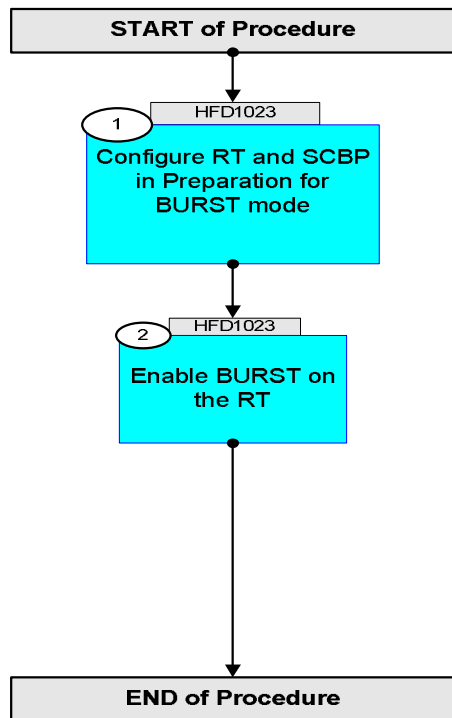 START of Procedure
HFD1023
1
Configure RT and SCBP
in Preparation for
BURST mode
HFD1023
2
Enable BURST on
the RT
END of Procedure